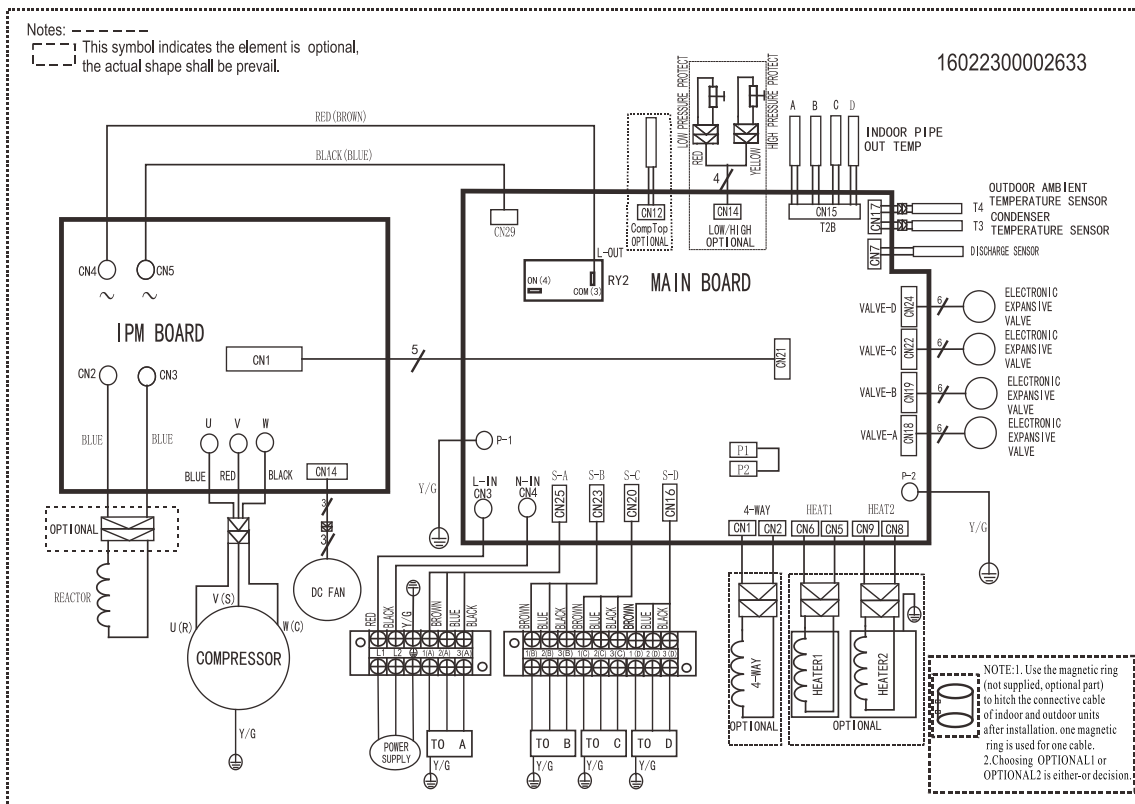 Notes:
This symbol indicates the element is optional,
the actual shape shall be prevail.
16022300002633
RED(BROWN)
BLACK(BLUE)
LOW PRESSURE PROTECT
HIGH PRESSURE PROTECT
RED
YELLOW
4
A B C D
INDOOR PIPE
OUT TEMP
CN12
CompTop
OPTIONAL
CN14
LOW/HIGH
OPTIONAL
CN15
T2B
CN17
T4
OUTDOOR AMBIENT
TEMPERATURE SENSOR
T3
CONDENSER
TEMPERATURE SENSOR
CN7
DISCHARGE SENSOR
CN29
L-OUT
ON(4)
COM(3)
RY2
MAIN BOARD
CN4
CN5
∼ ∼
IPM BOARD
CN1
5
CN21
CN2
CN3
BLUE
BLUE
U V W
BLUE
RED
BLACK
CN14
3
3
DC FAN
OPTIONAL
REACTOR
V(S)
U(R)
W(C)
COMPRESSOR
Y/G
VALVE-D
CN24
6
ELECTRONIC
EXPANSIVE
VALVE
VALVE-C
CN22
6
ELECTRONIC
EXPANSIVE
VALVE
VALVE-B
CN19
6
ELECTRONIC
EXPANSIVE
VALVE
VALVE-A
CN18
6
ELECTRONIC
EXPANSIVE
VALVE
P-1
Y/G
P1
P2
P-2
Y/G
L-IN
CN3
N-IN
CN4
S-A
CN25
S-B
CN23
S-C
CN20
S-D
CN16
4-WAY
CN1
CN2
HEAT1
CN6
CN5
HEAT2
CN9
CN8
RED
BLACK
Y/G
BROWN
BLUE
BLACK
BROWN
BLUE
BLACK
BROWN
BLUE
BLACK
BROWN
BLUE
BLACK
L1 L2 1(A) 2(A) 3(A)
1(B) 2(B) 3(B) 1(C) 2(C) 3(C) 1(D) 2(D) 3(D)
POWER
SUPPLY
TO A
Y/G
TO B
Y/G
TO C
Y/G
TO D
Y/G
4-WAY
OPTIONAL
HEATER1
HEATER2
OPTIONAL
NOTE:1. Use the magnetic ring
(not supplied, optional part)
to hitch the connective cable
of indoor and outdoor units
after installation. one magnetic
ring is used for one cable.
2.Choosing OPTIONAL1 or
OPTIONAL2 is either-or decision.